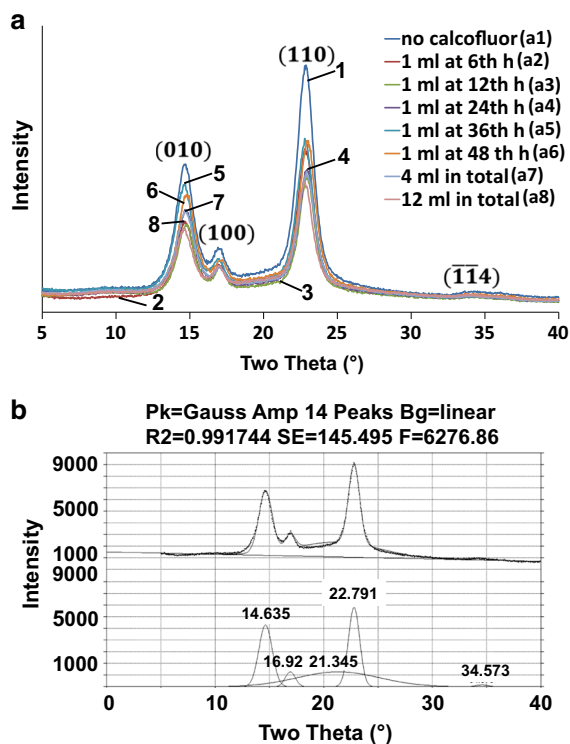 a
(010)
(100)
(110)
(1̅1̅4)
1
2
3
4
5
6
7
8
no calcofluor (a1)
1 ml at 6th h (a2)
1 ml at 12th h (a3)
1 ml at 24th h (a4)
1 ml at 36th h (a5)
1 ml at 48 th h (a6)
4 ml in total (a7)
12 ml in total (a8)
Intensity
5 10 15 20 25 30 35 40
Two Theta (°)
b
Pk=Gauss Amp 14 Peaks Bg=linear
R2=0.991744 SE=145.495 F=6276.86
Intensity
9000
5000
1000
9000
5000
1000
14.635
16.92
21.345
22.791
34.573
0 10 20 30 40
Two Theta (°)